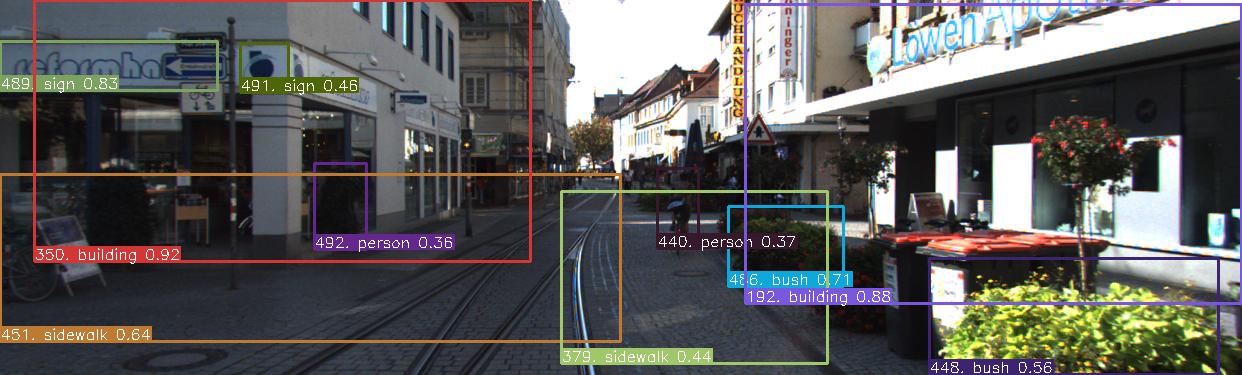 reformha
489. sign 0.83
491. sign 0.46
BUCHHANDLUNG
Löwen Apoth
492. person 0.36
350. building 0.92
440. person 0.37
486. bush 0.71
192. building 0.88
451. sidewalk 0.64
379. sidewalk 0.44
448. bush 0.56